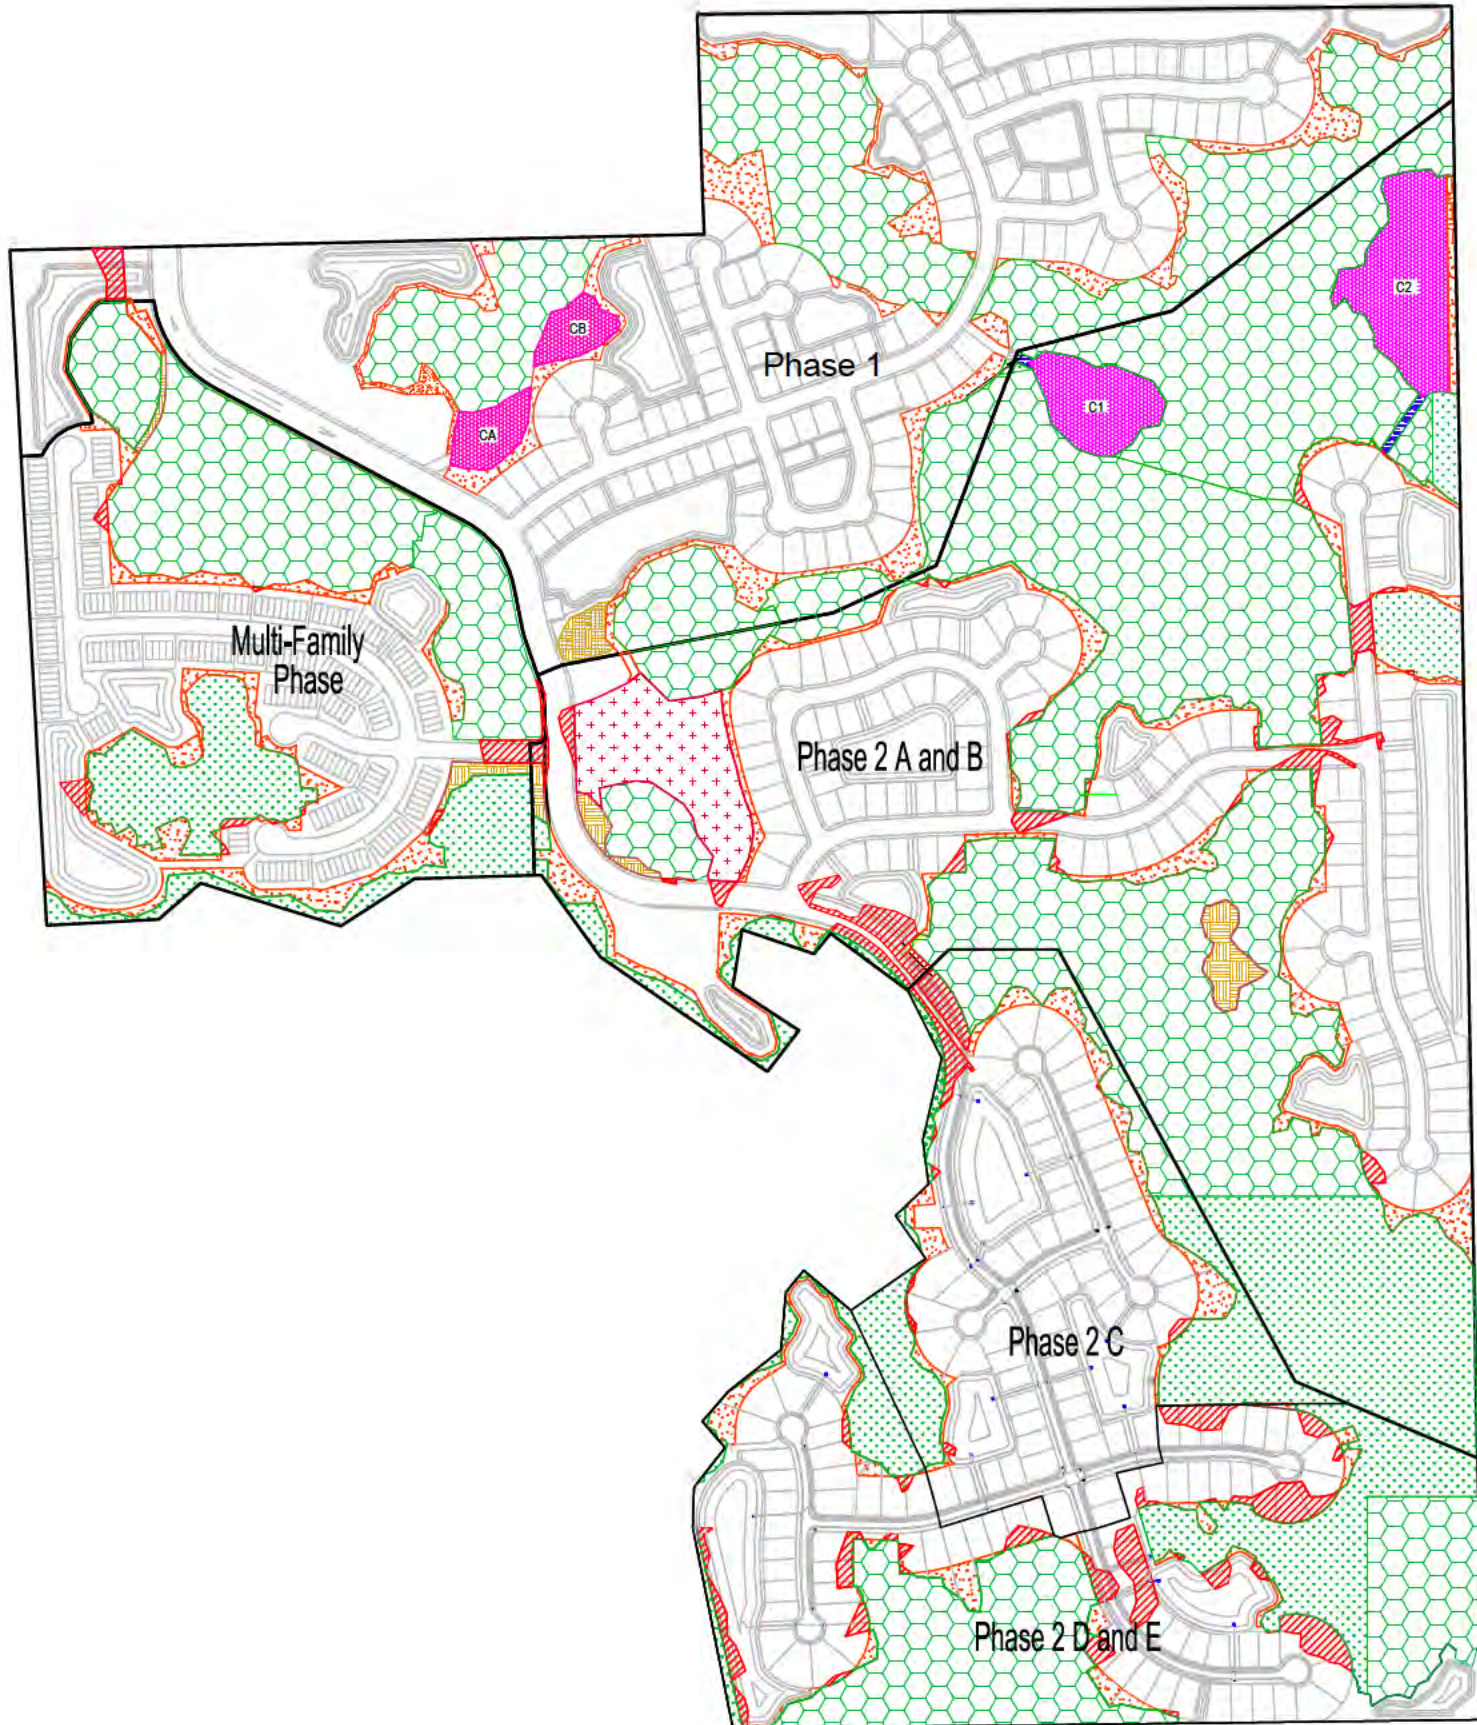 C2
CB
Phase 1
C1
CA
Multi-Family
Phase
Phase 2 A and B
Phase 2 C
Phase 2 D and E